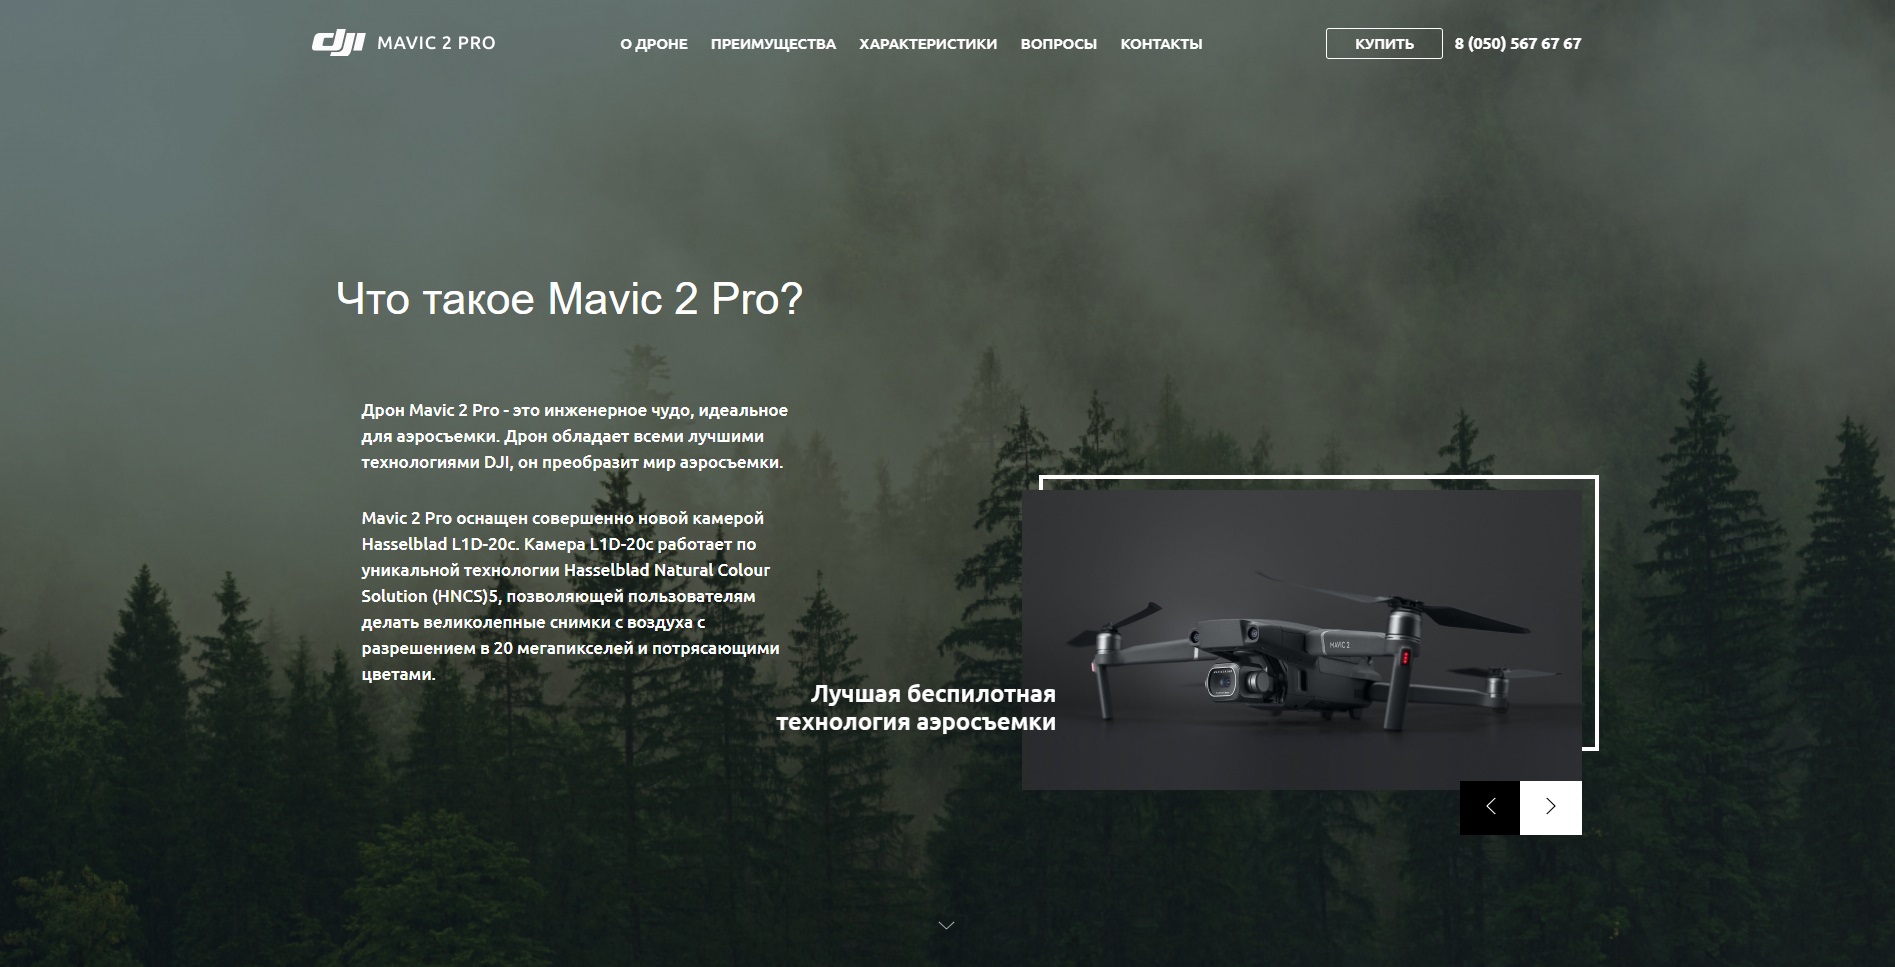 dji MAVIC 2 PRO
О ДРОНЕ ПРЕИМУЩЕСТВА ХАРАКТЕРИСТИКИ ВОПРОСЫ КОНТАКТЫ
КУПИТЬ 8 (050) 567 67 67
Что такое Mavic 2 Pro?
Дрон Mavic 2 Pro - это инженерное чудо, идеальное
для аэросъемки. Дрон обладает всеми лучшими
технологиями DJI, он преобразит мир аэросъемки.
Mavic 2 Pro оснащен совершенно новой камерой
Hasselblad L1D-20c. Камера L1D-20c работает по
уникальной технологии Hasselblad Natural Colour
Solution (HNCS)5, позволяющей пользователям
делать великолепные снимки с воздуха с
разрешением в 20 мегапикселей и потрясающими
цветами.
Лучшая беспилотная
технология аэросъемки
MAVIC 2